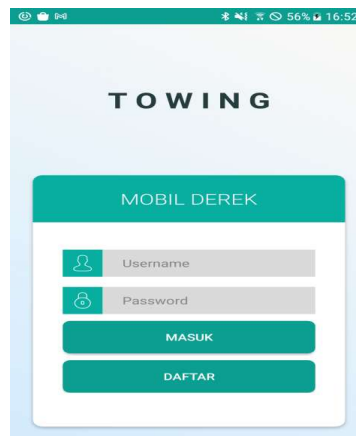 56% 16:52
TOWING
MOBIL DEREK
Username
Password
MASUK
DAFTAR